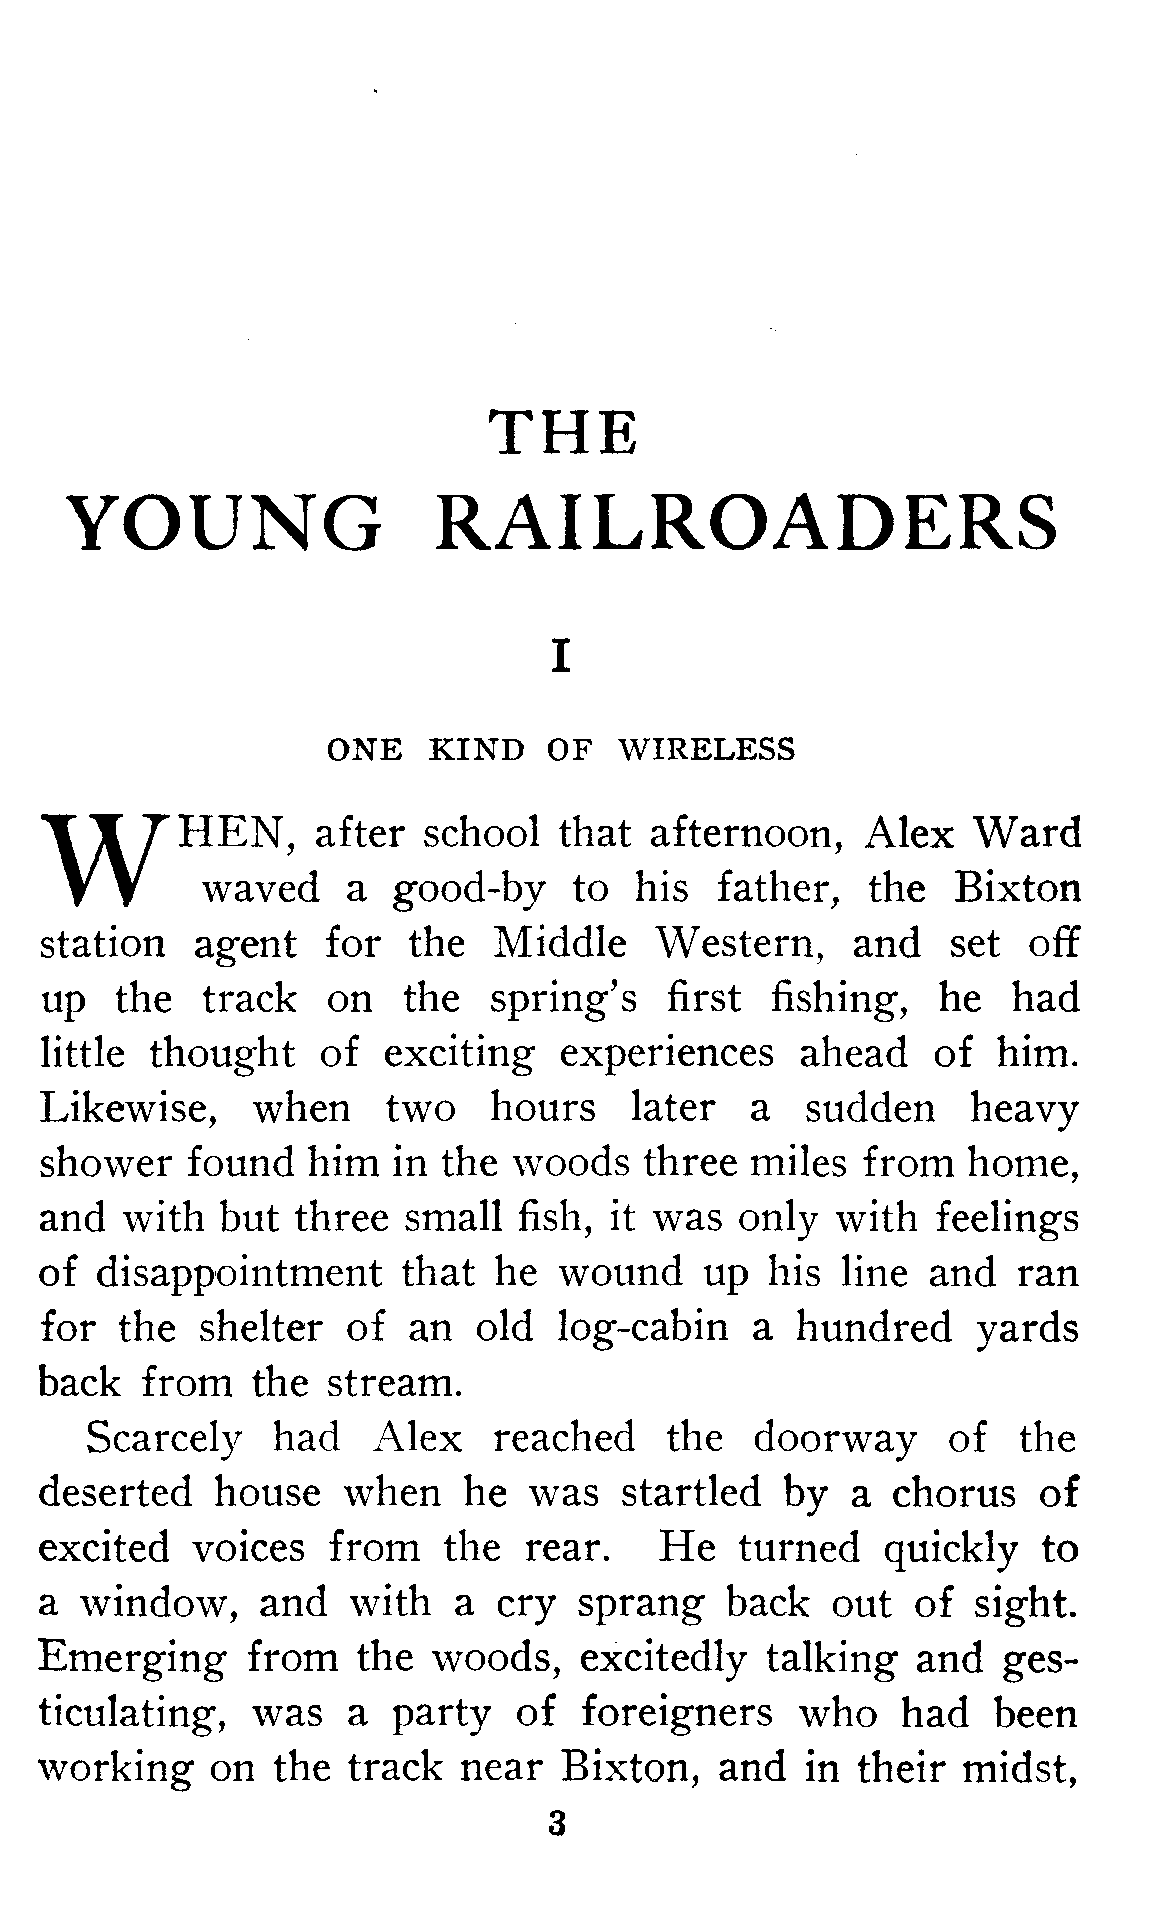 THE
YOUNG RAILROADERS
I
ONE KIND OF WIRELESS
WHEN, after school that afternoon, Alex Ward
waved a good-by to his father, the Bixton
station agent for the Middle Western, and set off
up the track on the spring's first fishing, he had
little thought of exciting experiences ahead of him.
Likewise, when two hours later a sudden heavy
shower found him in the woods three miles from home,
and with but three small fish, it was only with feelings
of disappointment that he wound up his line and ran
for the shelter of an old log-cabin a hundred yards
back from the stream.
Scarcely had Alex reached the doorway of the
deserted house when he was startled by a chorus of
excited voices from the rear. He turned quickly to
a window, and with a cry sprang back out of sight.
Emerging from the woods, excitedly talking and ges-
ticulating, was a party of foreigners who had been
working on the track near Bixton, and in their midst,
3